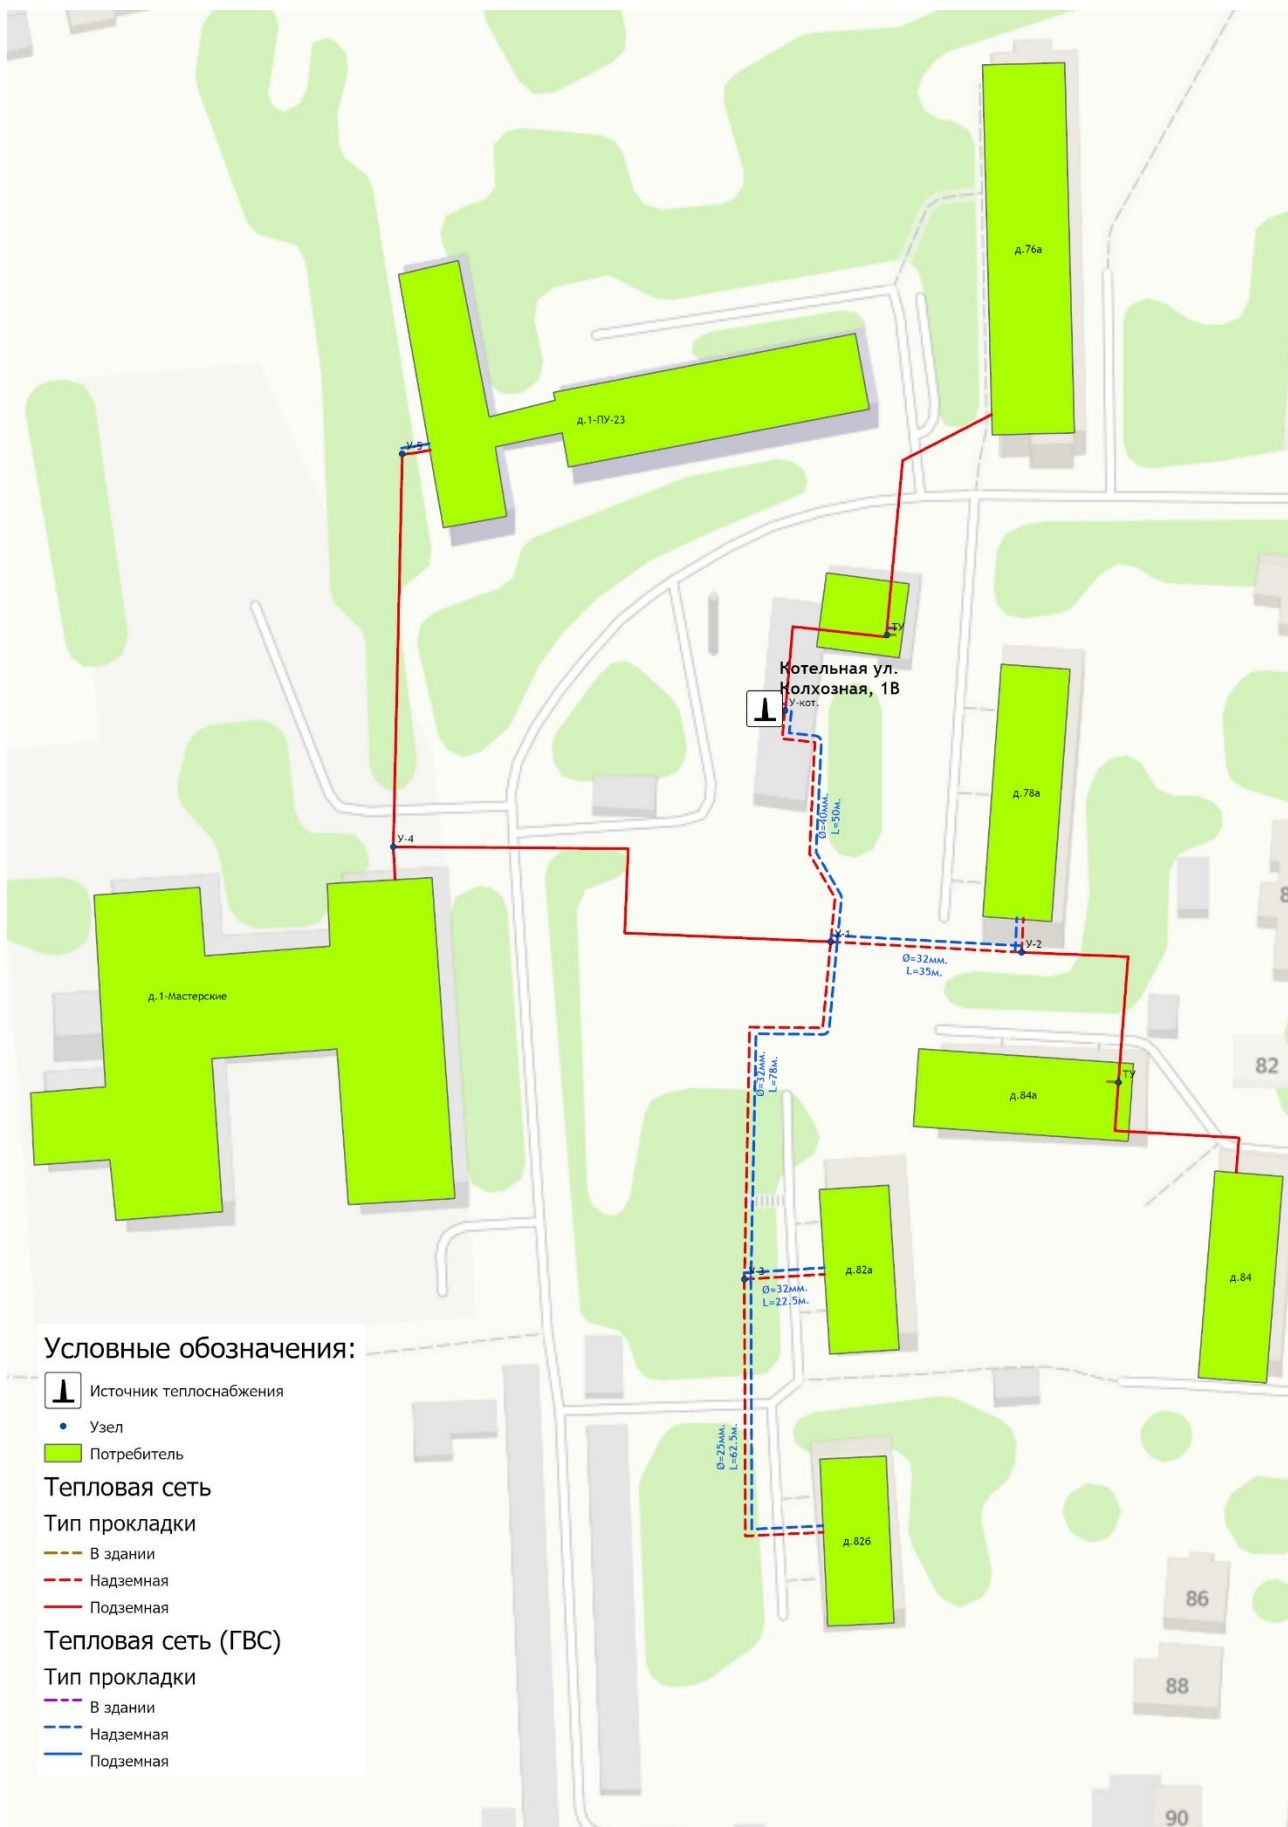 д.76а
д.1-ПУ-23
У-5
ТУ
Котельная ул.
Колхозная, 1В
У-кот.
д.78а
Ø=40мм.
L=50м.
У-4
У-1
У-2
Ø=32мм.
L=35м.
д.1-Мастерские
82
Ø=32мм.
L=78м.
ТУ
д.84а
У-3
д.82а
Ø=32мм.
L=22.5м.
д.84
Условные обозначения:
Источник теплоснабжения
Узел
Потребитель
Тепловая сеть
Тип прокладки
В здании
Надземная
Подземная
Тепловая сеть (ГВС)
Тип прокладки
В здании
Надземная
Подземная
Ø=25мм.
L=62.5м.
д.82б
86
88
90